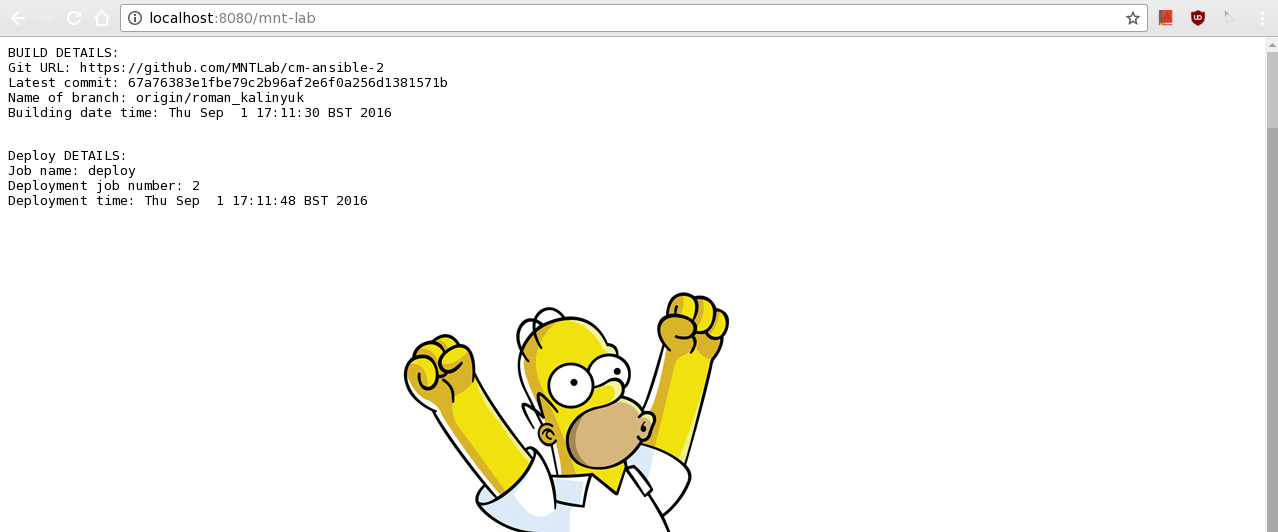 localhost:8080/mnt-lab
BUILD DETAILS:
Git URL: https://github.com/MNTLab/cm-ansible-2
Latest commit: 67a76383e1fbe79c2b96af2e6f0a256d1381571b
Name of branch: origin/roman_kalinyuk
Building date time: Thu Sep  1 17:11:30 BST 2016
Deploy DETAILS:
Job name: deploy
Deployment job number: 2
Deployment time: Thu Sep  1 17:11:48 BST 2016